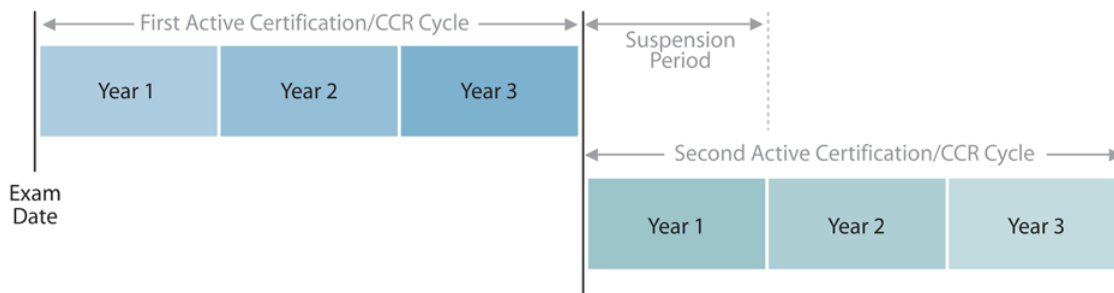 First Active Certification/CCR Cycle
Suspension
Period
Year 1
Year 2
Year 3
Second Active Certification/CCR Cycle
Exam
Date
Year 1
Year 2
Year 3